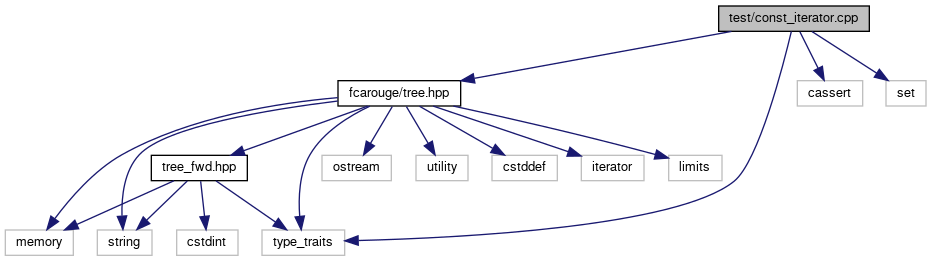 test/const_iterator.cpp
fcarouge/tree.hpp
cassert
set
tree_fwd.hpp
ostream
utility
cstddef
iterator
limits
memory
string
cstdint
type_traits